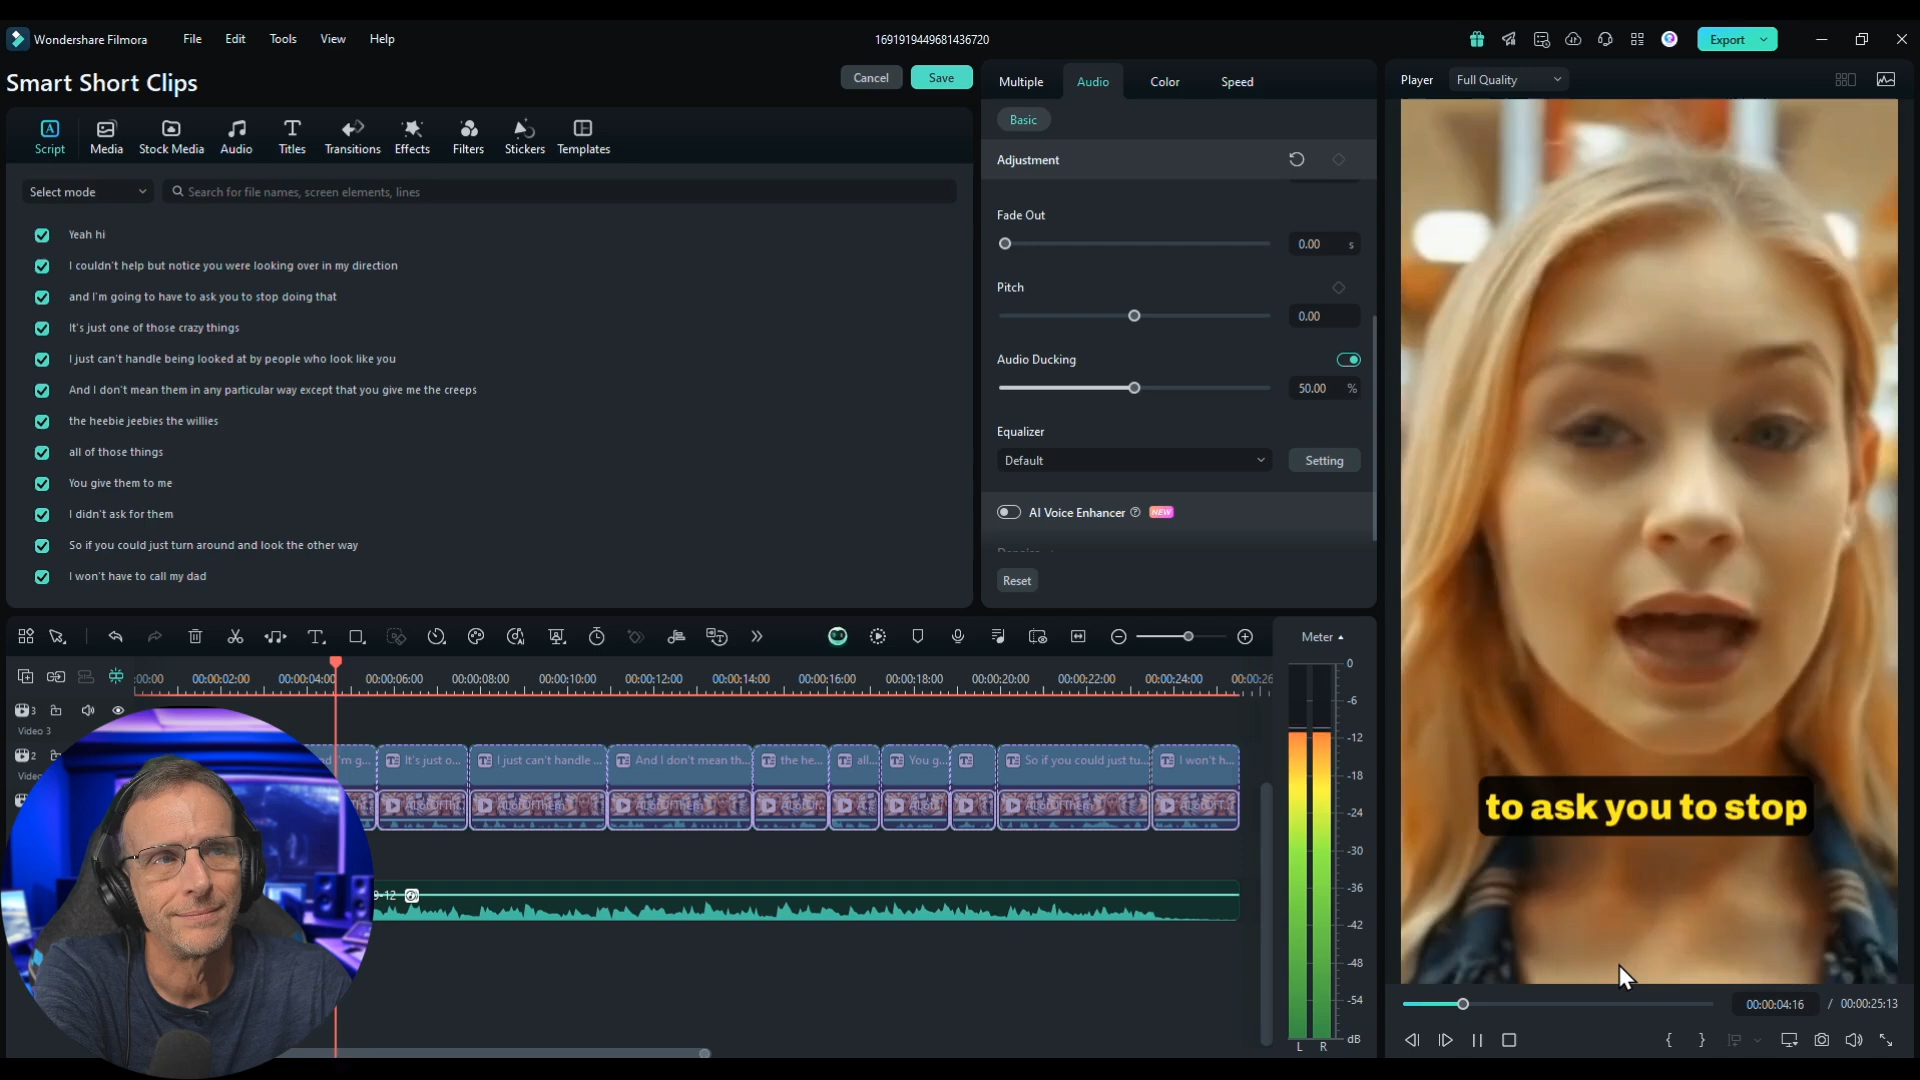 Wondershare Filmora File Edit Tools View Help 1691919449681436720 Export
Smart Short Clips Cancel Save
Multiple Audio Color Speed
Player Full Quality
Basic
Script Media Stock Media Audio Titles Transitions Effects Filters Stickers Templates
Adjustment
Select mode Search for file names, screen elements, lines
Yeah hi
I couldn't help but notice you were looking over in my direction
and I'm going to have to ask you to stop doing that
It's just one of those crazy things
I just can't handle being looked at by people who look like you
And I don't mean them in any particular way except that you give me the creeps
the heebie jeebies the willies
all of those things
You give them to me
I didn't ask for them
So if you could just turn around and look the other way
I won't have to call my dad
Fade Out
0.00 s
Pitch
0.00
Audio Ducking
50.00 %
Equalizer
Default Setting
AI Voice Enhancer NEW
Reset
to ask you to stop
Meter
:00:00 00:00:02:00 00:00:04:00 00:00:06:00 00:00:08:00 00:00:10:00 00:00:12:00 00:00:14:00 00:00:16:00 00:00:18:00 00:00:20:00 00:00:22:00 00:00:24:00 00:00:26
3
Video 3
2
Video
I'm g... It's just o... I just can't handle ... And I don't mean th... the he... all... You g... So if you could just tu... I won't h...
ALotOfThem ALotOfThem ALotOfThem
9-12
0
-6
-12
-18
-24
-30
-36
-42
-48
-54
dB
L R
00:00:04:16 / 00:00:25:13